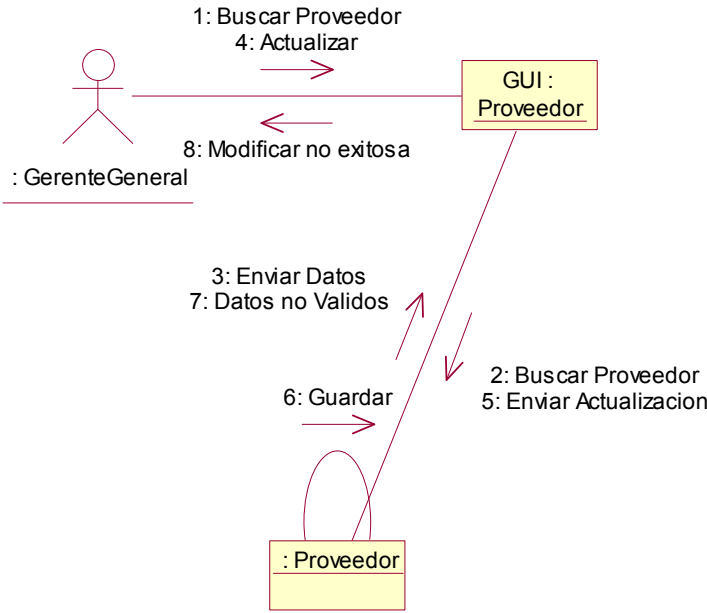 1: Buscar Proveedor
4: Actualizar
GUI :
Proveedor
8: Modificar no exitosa
: GerenteGeneral
3: Enviar Datos
7: Datos no Validos
2: Buscar Proveedor
5: Enviar Actualizacion
6: Guardar
: Proveedor